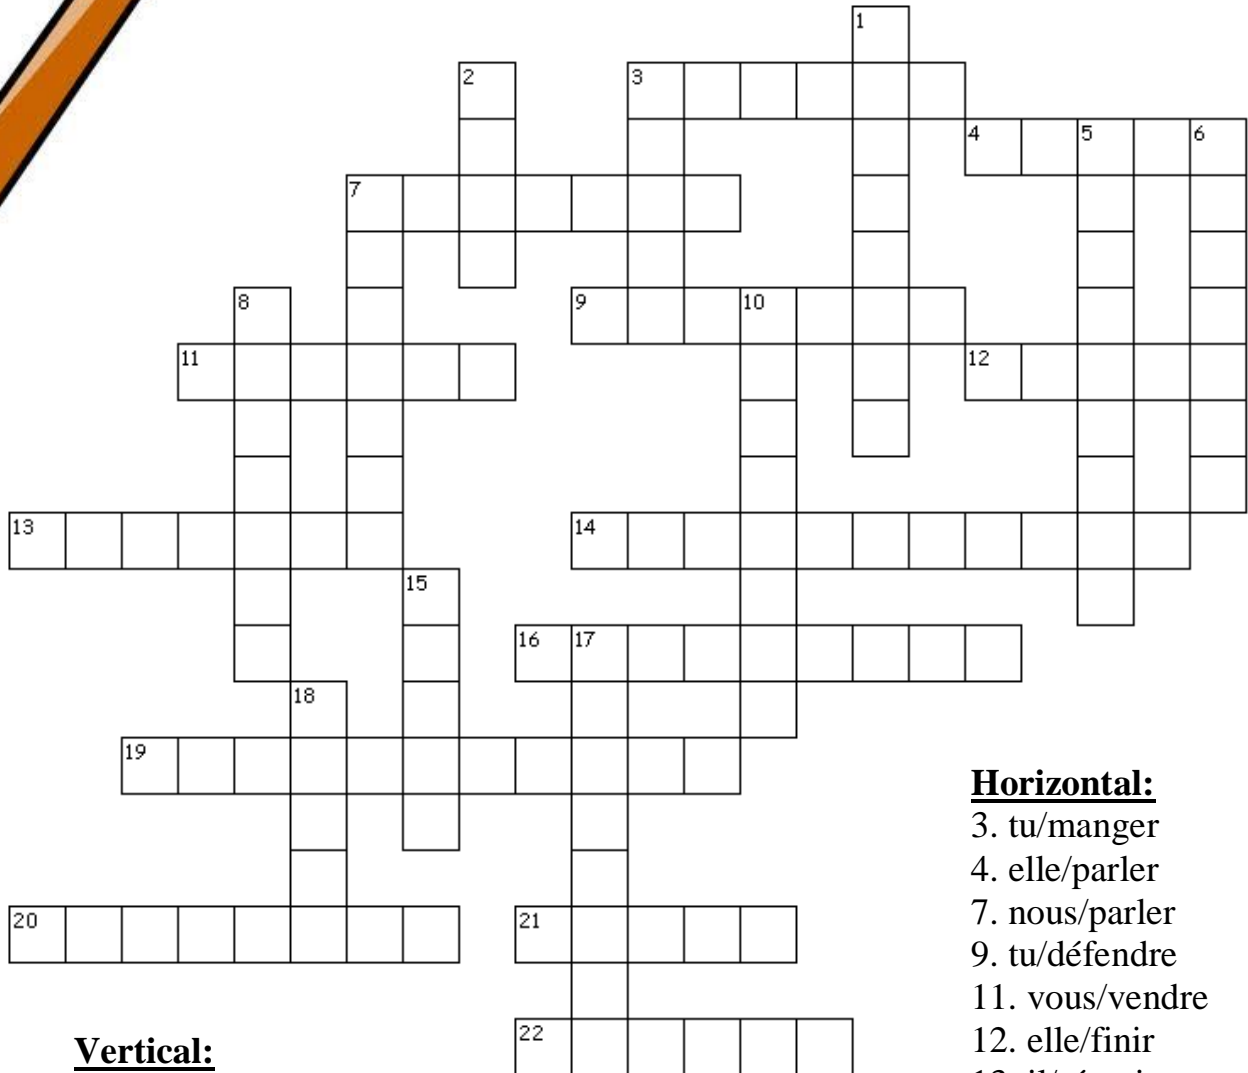 1
2 3
4 5 6
7
8 9 10
11 12
13 14
15
16 17
18
19
Horizontal:
3. tu/manger
4. elle/parler
7. nous/parler
9. tu/défendre
11. vous/vendre
12. elle/finir
20 21
22
Vertical: